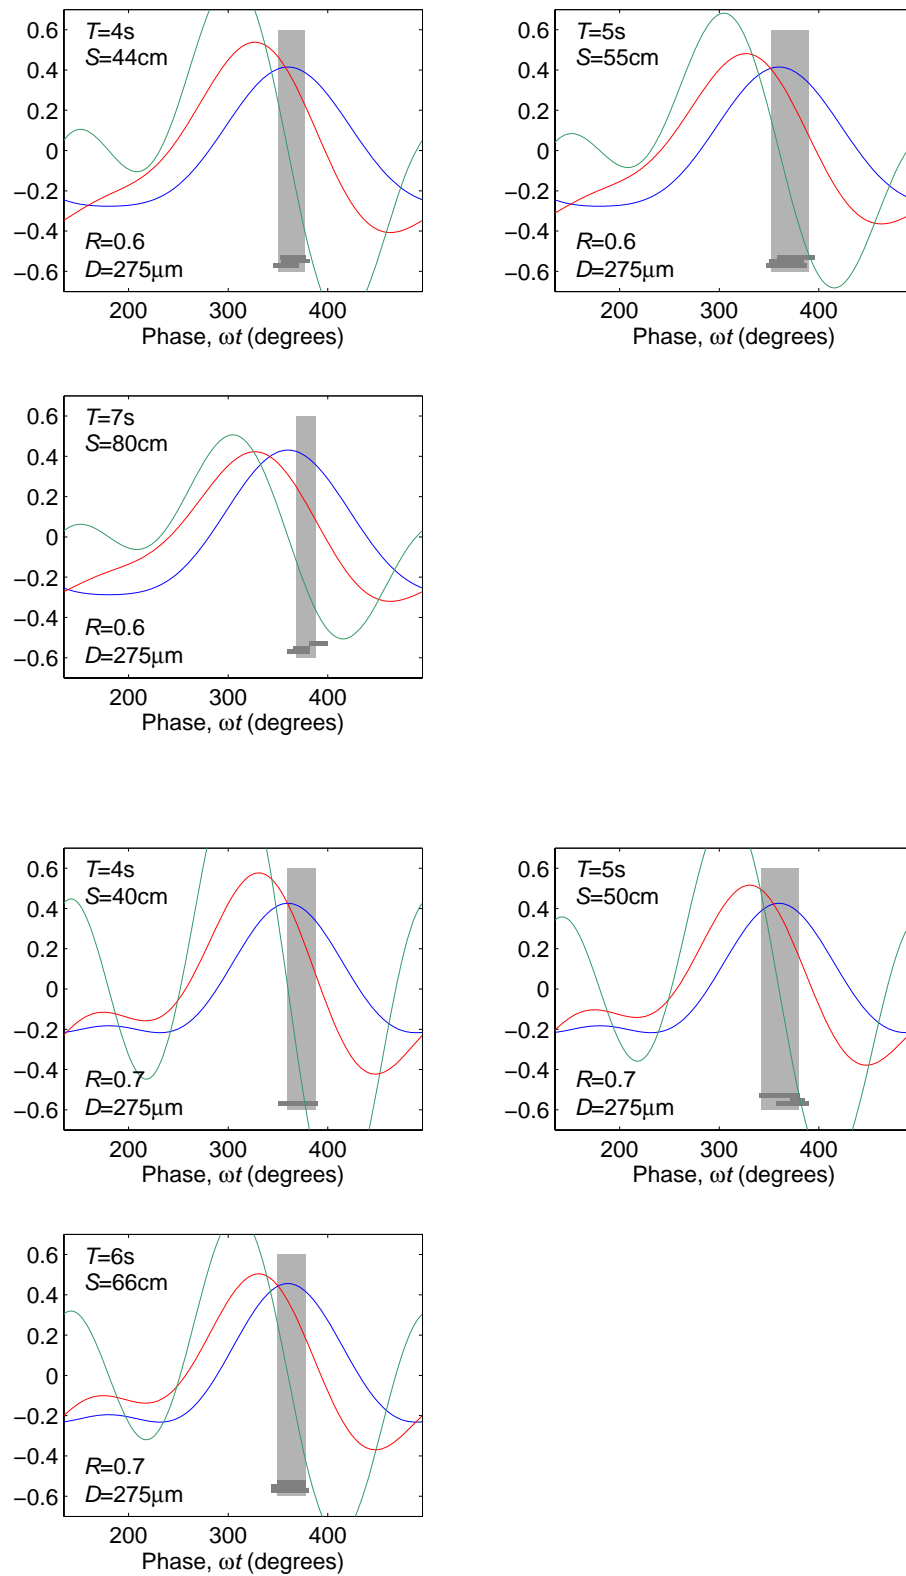 0.6
0.4
0.2
0
−0.2
−0.4
−0.6
T=4s
S=44cm
R=0.6
D=275μm
200 300 400
Phase, ωt (degrees)
0.6
0.4
0.2
0
−0.2
−0.4
−0.6
T=5s
S=55cm
R=0.6
D=275μm
200 300 400
Phase, ωt (degrees)
0.6
0.4
0.2
0
−0.2
−0.4
−0.6
T=7s
S=80cm
R=0.6
D=275μm
200 300 400
Phase, ωt (degrees)
0.6
0.4
0.2
0
−0.2
−0.4
−0.6
T=4s
S=40cm
R=0.7
D=275μm
200 300 400
Phase, ωt (degrees)
0.6
0.4
0.2
0
−0.2
−0.4
−0.6
T=5s
S=50cm
R=0.7
D=275μm
200 300 400
Phase, ωt (degrees)
0.6
0.4
0.2
0
−0.2
−0.4
−0.6
T=6s
S=66cm
R=0.7
D=275μm
200 300 400
Phase, ωt (degrees)